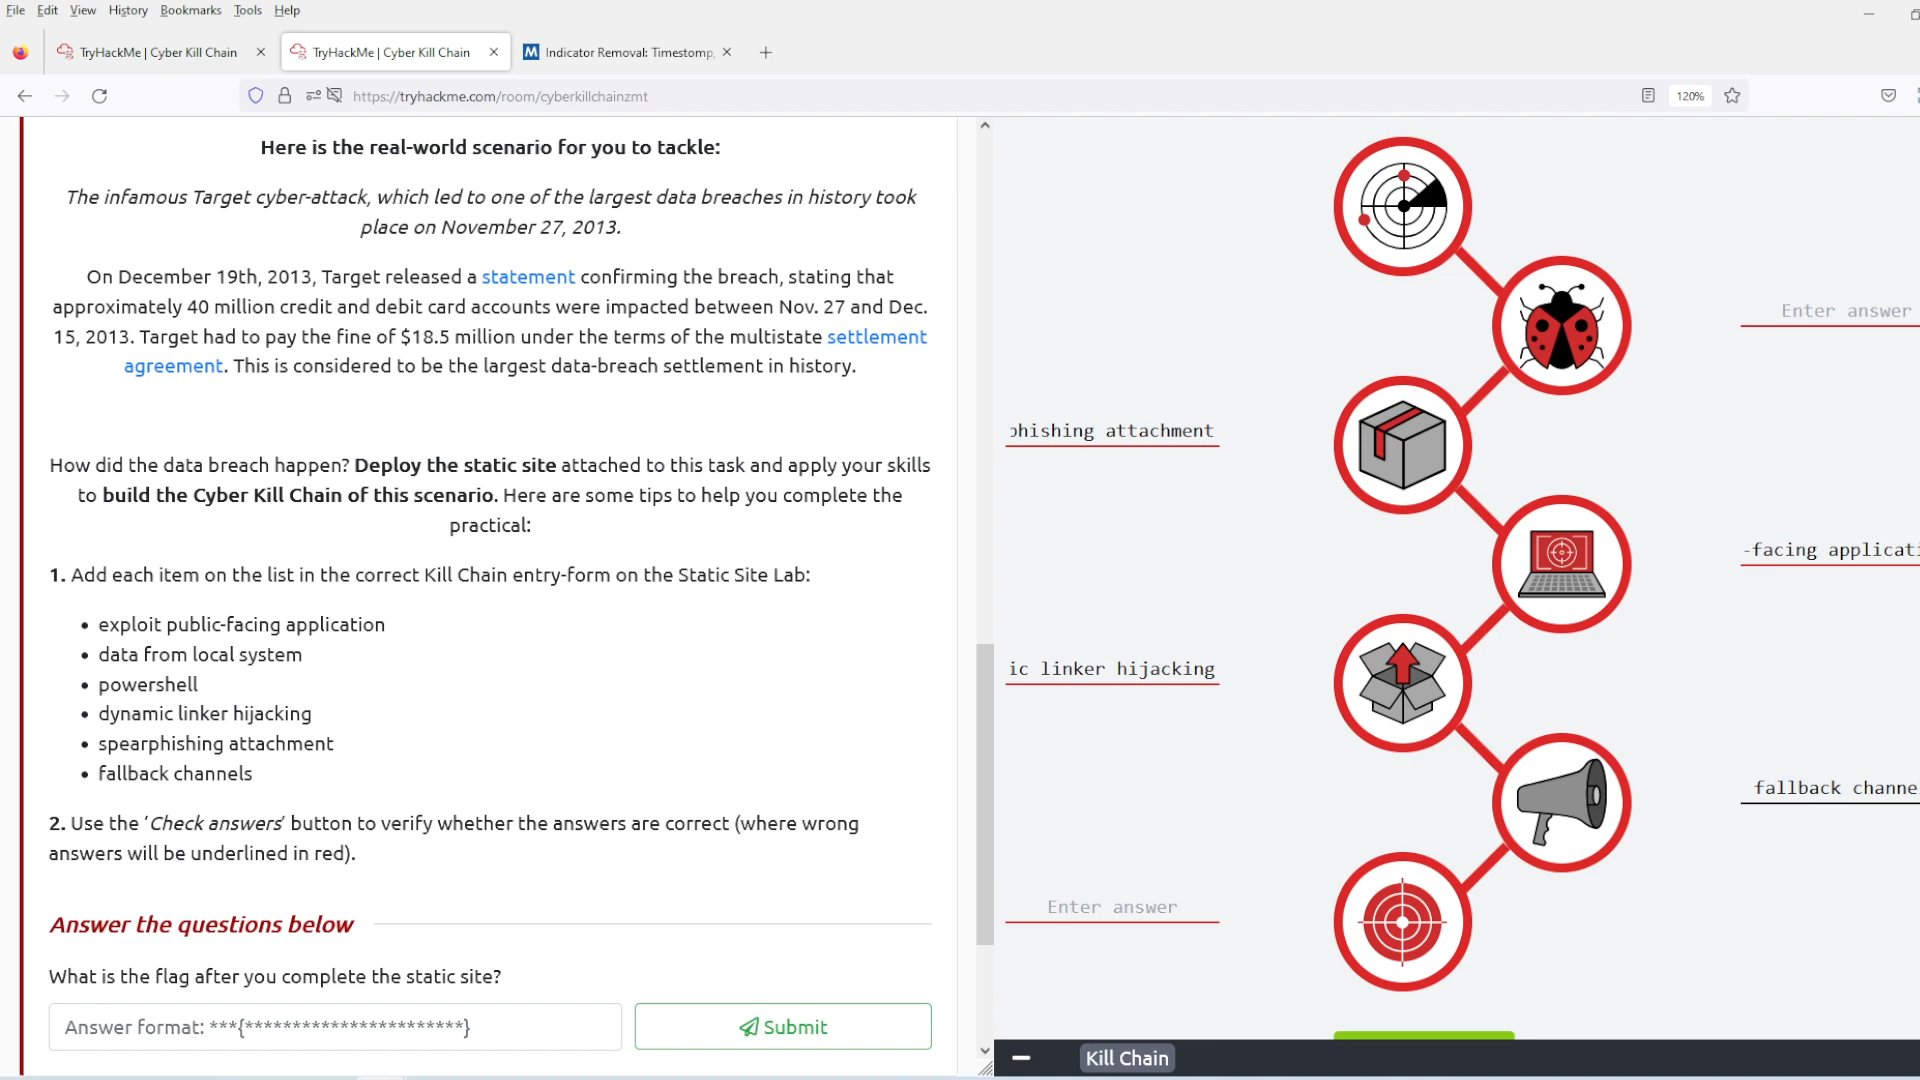 File Edit View History Bookmarks Tools Help
TryHackMe | Cyber Kill Chain
TryHackMe | Cyber Kill Chain
Indicator Removal: Timestomp,
https://tryhackme.com/room/cyberkillchainzmt
120%
Here is the real-world scenario for you to tackle:
The infamous Target cyber-attack, which led to one of the largest data breaches in history took
place on November 27, 2013.
On December 19th, 2013, Target released a statement confirming the breach, stating that
approximately 40 million credit and debit card accounts were impacted between Nov. 27 and Dec.
15, 2013. Target had to pay the fine of $18.5 million under the terms of the multistate settlement
agreement. This is considered to be the largest data-breach settlement in history.
How did the data breach happen? Deploy the static site attached to this task and apply your skills
to build the Cyber Kill Chain of this scenario. Here are some tips to help you complete the
practical:
1. Add each item on the list in the correct Kill Chain entry-form on the Static Site Lab:
• exploit public-facing application
• data from local system
• powershell
• dynamic linker hijacking
• spearphishing attachment
• fallback channels
2. Use the ‘Check answers’ button to verify whether the answers are correct (where wrong
answers will be underlined in red).
Answer the questions below
What is the flag after you complete the static site?
Answer format: ***{***********************}
Submit
Enter answer
phishing attachment
-facing applicati
ic linker hijacking
fallback channe
Enter answer
Kill Chain